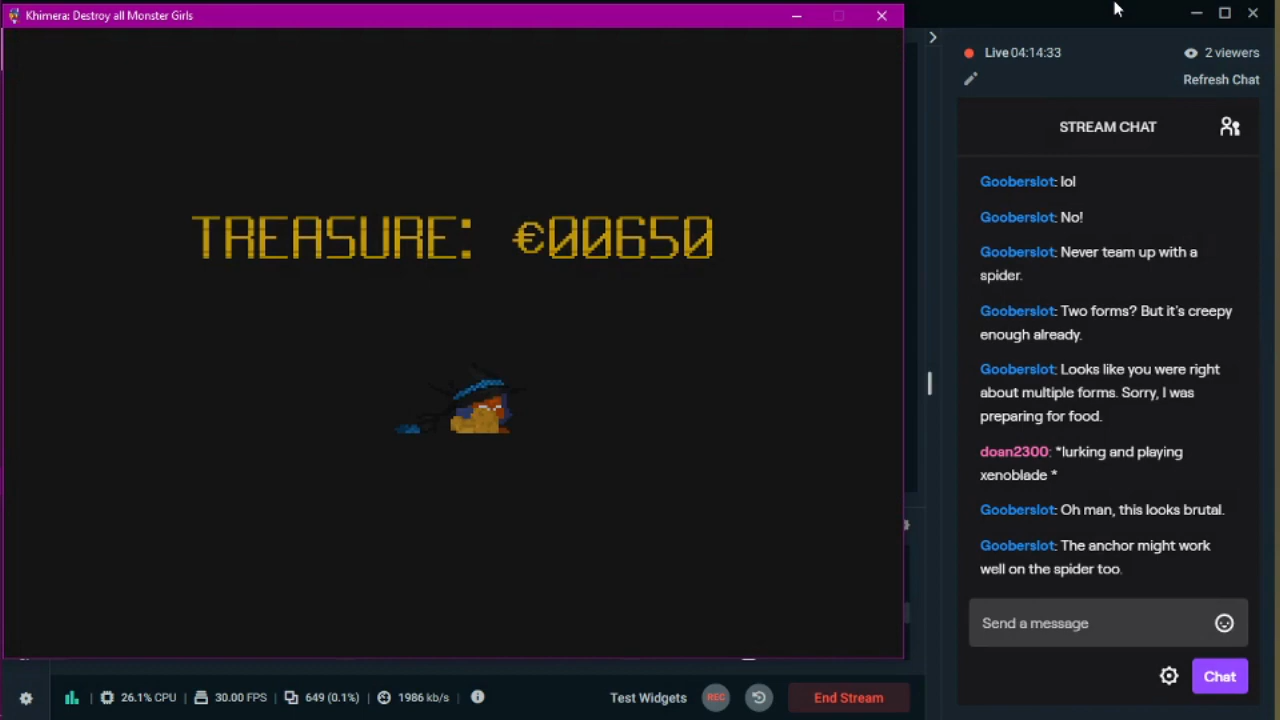 Khimera: Destroy all Monster Girls
TREASURE: €00650
Live 04:14:33
2 viewers
Refresh Chat
STREAM CHAT
Gooberslot: lol
Gooberslot: No!
Gooberslot: Never team up with a
spider.
Gooberslot: Two forms? But it's creepy
enough already.
Gooberslot: Looks like you were right
about multiple forms. Sorry, I was
preparing for food.
doan2300: *lurking and playing
xenoblade *
Gooberslot: Oh man, this looks brutal.
Gooberslot: The anchor might work
well on the spider too.
Send a message
Chat
26.1% CPU
30.00 FPS
649 (0.1%)
1986 kb/s
Test Widgets
REC
End Stream